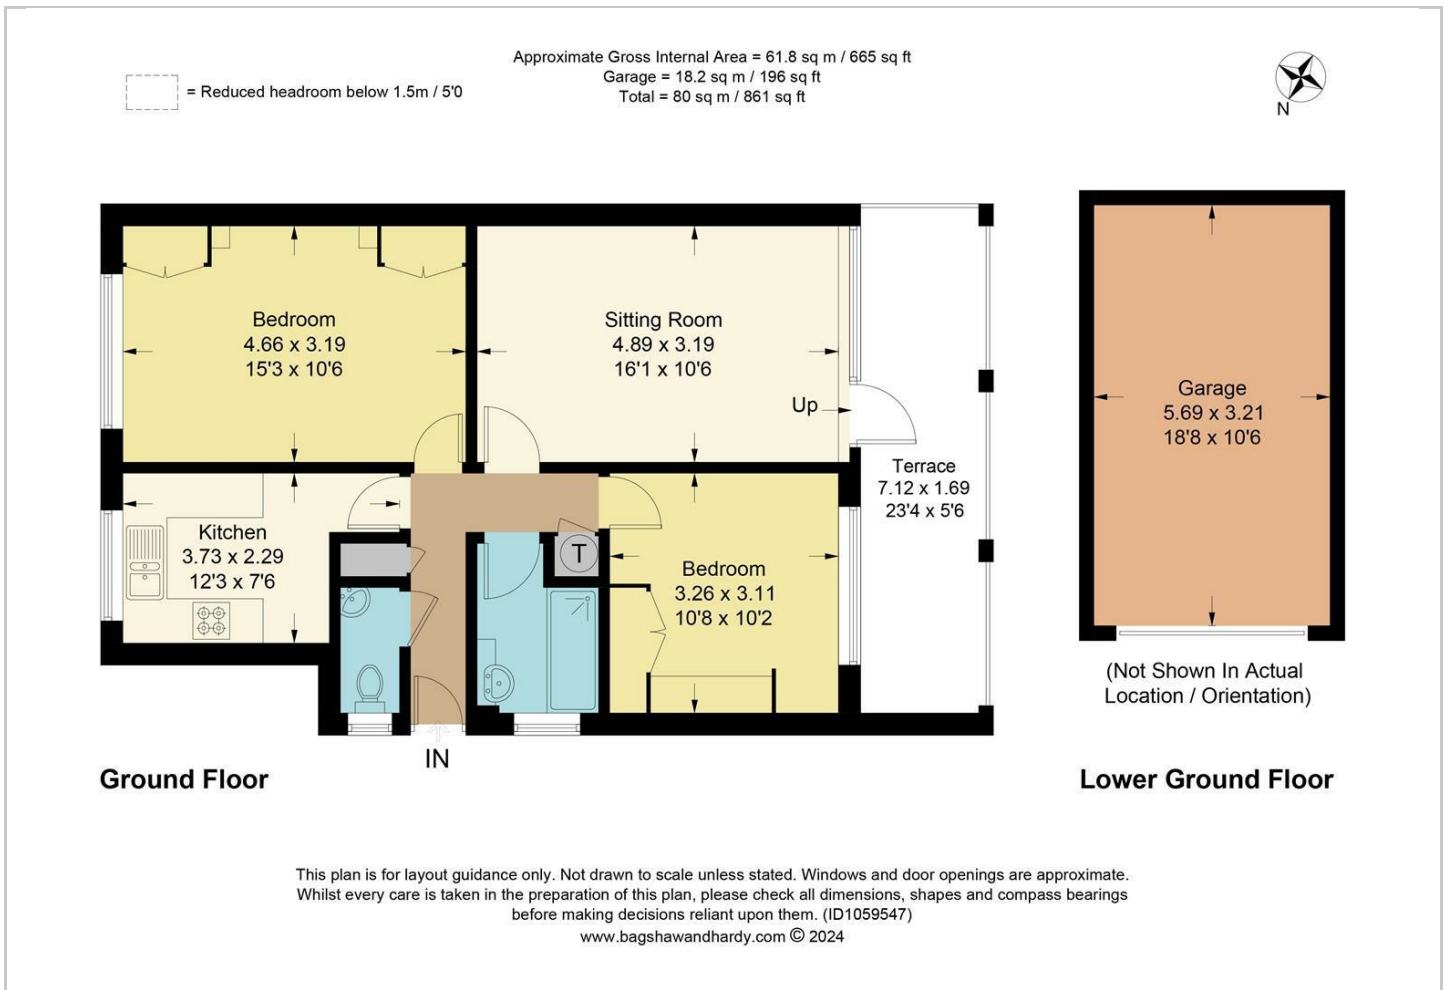 Approximate Gross Internal Area = 61.8 sq m / 665 sq ft
Garage = 18.2 sq m / 196 sq ft
Total = 80 sq m / 861 sq ft
= Reduced headroom below 1.5m / 5'0
N
Bedroom
4.66 x 3.19
15'3 x 10'6
Sitting Room
4.89 x 3.19
16'1 x 10'6
Up
Terrace
7.12 x 1.69
23'4 x 5'6
Kitchen
3.73 x 2.29
12'3 x 7'6
T
Bedroom
3.26 x 3.11
10'8 x 10'2
IN
Ground Floor
Garage
5.69 x 3.21
18'8 x 10'6
(Not Shown In Actual
Location / Orientation)
Lower Ground Floor
This plan is for layout guidance only. Not drawn to scale unless stated. Windows and door openings are approximate.
Whilst every care is taken in the preparation of this plan, please check all dimensions, shapes and compass bearings
before making decisions reliant upon them. (ID1059547)
www.bagshawandhardy.com © 2024